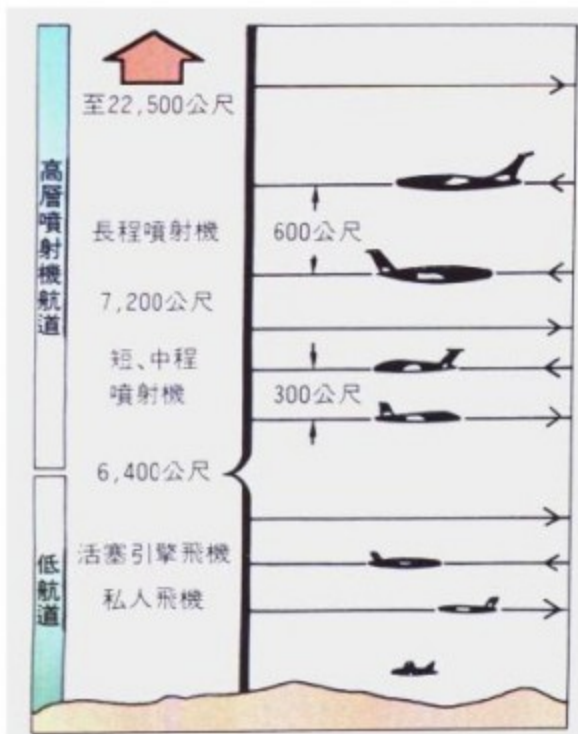 至22,500公尺
高層噴射機航道
長程噴射機
600公尺
7,200公尺
短、中程
噴射機
300公尺
6,400公尺
低航道
活塞引擎飛機
私人飛機